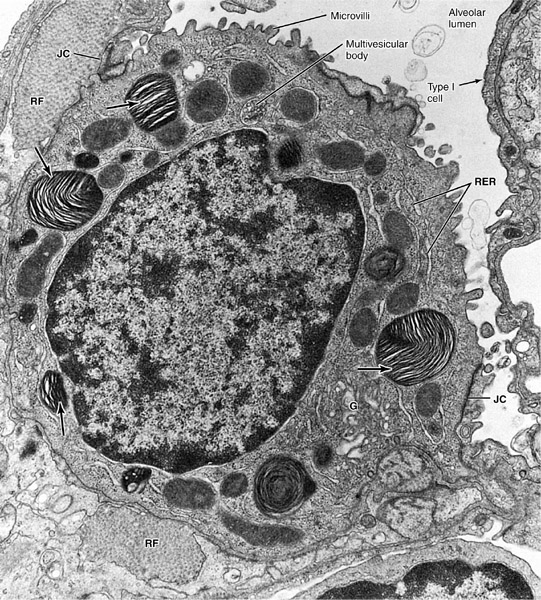 Microvilli
Alveolar
lumen
JC
Multivesicular
body
Type I
cell
RF
RER
G
JC
RF